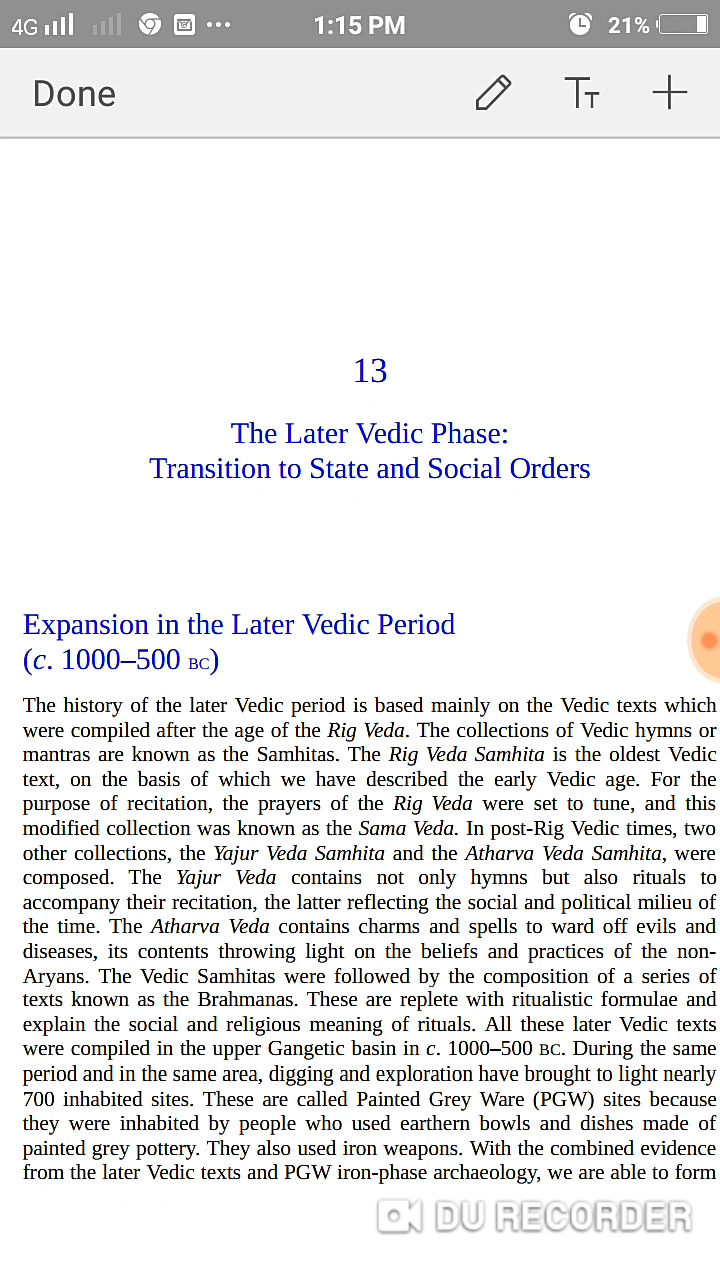 4G 1:15 PM 21%
Done
13
The Later Vedic Phase:
Transition to State and Social Orders
Expansion in the Later Vedic Period
(c. 1000–500 BC)
The history of the later Vedic period is based mainly on the Vedic texts which
were compiled after the age of the Rig Veda. The collections of Vedic hymns or
mantras are known as the Samhitas. The Rig Veda Samhita is the oldest Vedic
text, on the basis of which we have described the early Vedic age. For the
purpose of recitation, the prayers of the Rig Veda were set to tune, and this
modified collection was known as the Sama Veda. In post-Rig Vedic times, two
other collections, the Yajur Veda Samhita and the Atharva Veda Samhita, were
composed. The Yajur Veda contains not only hymns but also rituals to
accompany their recitation, the latter reflecting the social and political milieu of
the time. The Atharva Veda contains charms and spells to ward off evils and
diseases, its contents throwing light on the beliefs and practices of the non-
Aryans. The Vedic Samhitas were followed by the composition of a series of
texts known as the Brahmanas. These are replete with ritualistic formulae and
explain the social and religious meaning of rituals. All these later Vedic texts
were compiled in the upper Gangetic basin in c. 1000–500 BC. During the same
period and in the same area, digging and exploration have brought to light nearly
700 inhabited sites. These are called Painted Grey Ware (PGW) sites because
they were inhabited by people who used earthern bowls and dishes made of
painted grey pottery. They also used iron weapons. With the combined evidence
from the later Vedic texts and PGW iron-phase archaeology, we are able to form
DU RECORDER